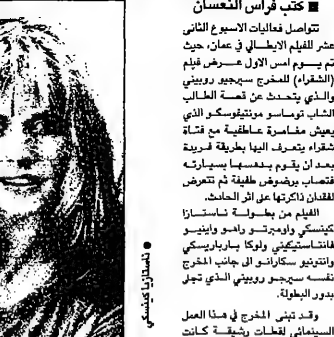 ■ كتب فراس النعسان
تتواصل فعاليات الاسبوع الثاني
عشر للفيلم الايطالي في عمان، حيث
تم يوم امس الاول عرض فيلم
(الشقراء) للمخرج سيرجيو روبيني
والذي يتحدث عن قصة الطالب
الشاب توماسو مونتيفوسكو الذي
يعيش مغامرة عاطفية مع فتاة
شقراء يتعرف اليها بطريقة فريدة
بعد ان يقوم بدهسها بسيارته
فتصاب برضوض طفيفة ثم تتعرض
لفقدان ذاكرتها على اثر الحادث.
الفيلم من بطولة ناستازا
كينسكي واومبرتو راهو واينيو
فانتاستيكيني ولوكا بارباريسكي
وانتونيو سكارانو الى جانب المخرج
نفسه سيرجو روبيني الذي تجلى
بدور البطولة.
وقد تبنى المخرج في هذا العمل
السينمائي لقطات رشيقة كانت
● ناستازيا كينسكي